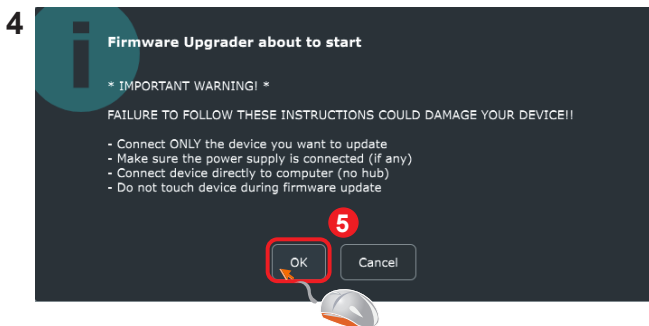 4
Firmware Upgrader about to start
* IMPORTANT WARNING! *
FAILURE TO FOLLOW THESE INSTRUCTIONS COULD DAMAGE YOUR DEVICE!!
- Connect ONLY the device you want to update
- Make sure the power supply is connected (if any)
- Connect device directly to computer (no hub)
- Do not touch device during firmware update
5
OK Cancel